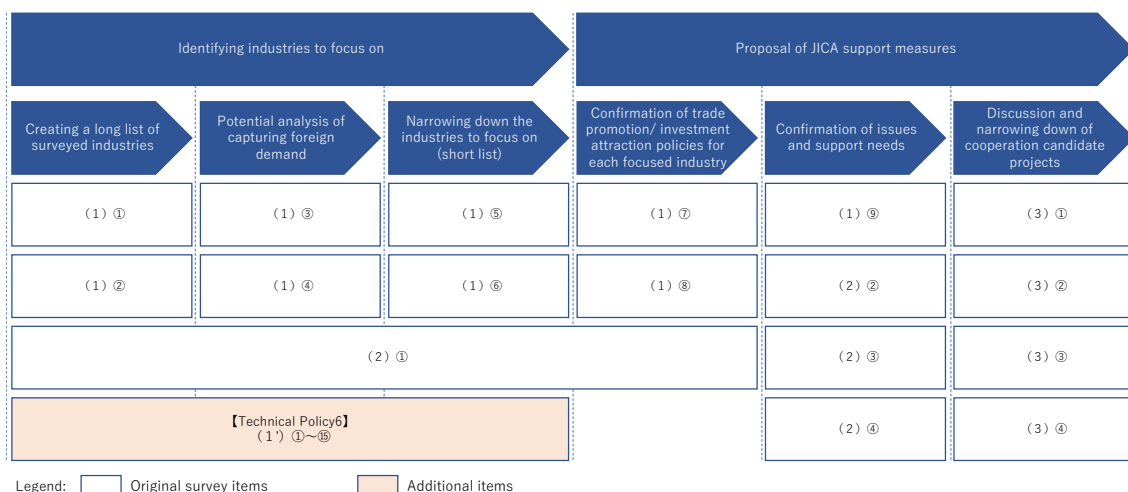 Identifying industries to focus on
Proposal of JICA support measures
Creating a long list of
surveyed industries
Potential analysis of
capturing foreign
demand
Narrowing down the
industries to focus on
(short list)
Confirmation of trade
promotion/ investment
attraction policies for
each focused industry
Confirmation of issues
and support needs
Discussion and
narrowing down of
cooperation candidate
projects
（1）①
（1）③
（1）⑤
（1）⑦
（1）⑨
（3）①
（1）②
（1）④
（1）⑥
（1）⑧
（2）②
（3）②
（2）①
（2）③
（3）③
【Technical Policy6】
（1'）①～⑮
（2）④
（3）④
Legend:
Original survey items
Additional items